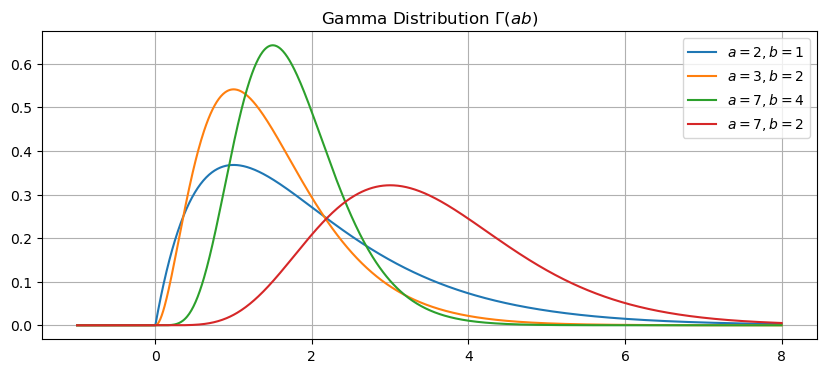 Gamma Distribution Γ(ab)
a = 2, b = 1
a = 3, b = 2
a = 7, b = 4
a = 7, b = 2
0.6
0.5
0.4
0.3
0.2
0.1
0.0
0 2 4 6 8